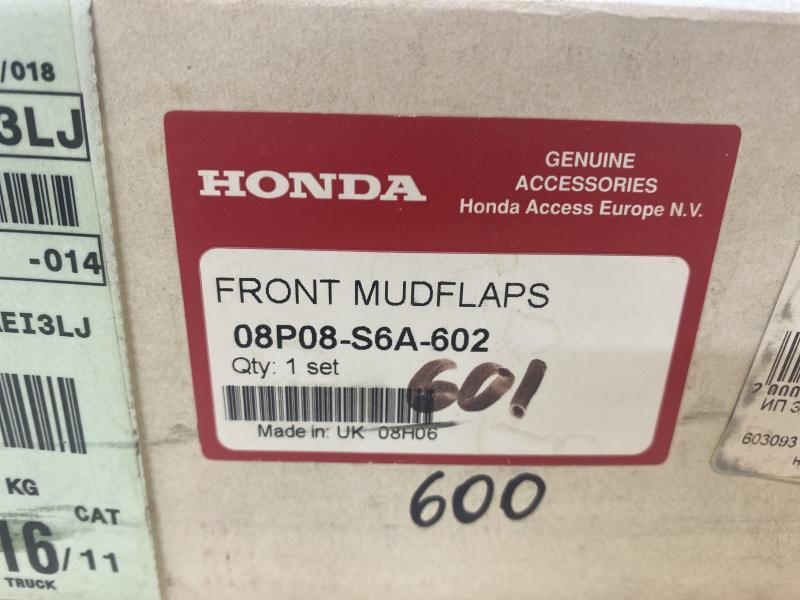 /018
3LJ
-014
EI3LJ
KG
CAT
16/11
TRUCK
HONDA
GENUINE
ACCESSORIES
Honda Access Europe N.V.
FRONT MUDFLAPS
08P08-S6A-602
Qty: 1 set
601
Made in: UK 08H06
600
ИП
603093